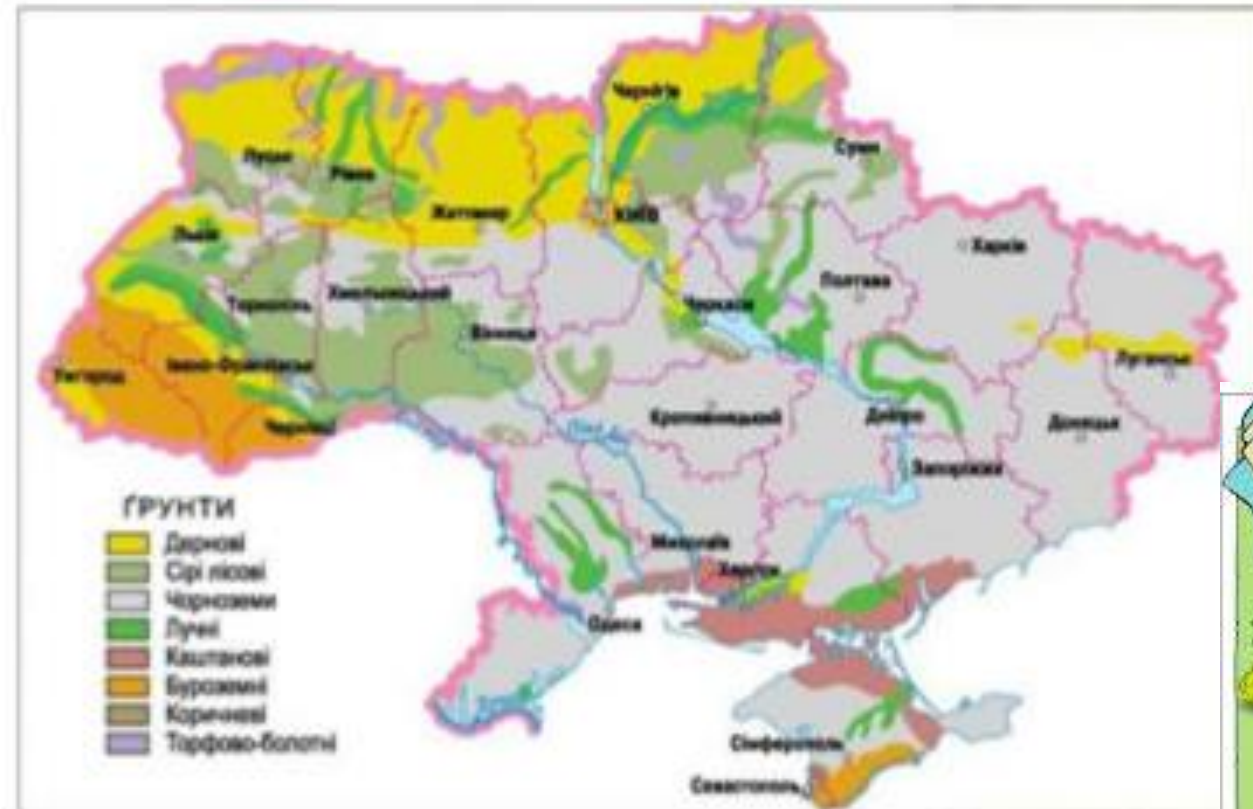 Чернігів
Суми
Луцьк
Рівне
Житомир
КИЇВ
Львів
Харків
Тернопіль
Хмельницький
Полтава
Черкаси
Вінниця
Луганськ
Ужгород
Івано-Франківськ
Кропивницький
Дніпро
Донецьк
Чернівці
Запоріжжя
Миколаїв
Херсон
Одеса
Сімферополь
Севастополь
ҐРУНТИ
Дернові
Сірі лісові
Чорноземи
Лучні
Каштанові
Буроземні
Коричневі
Торфово-болотні